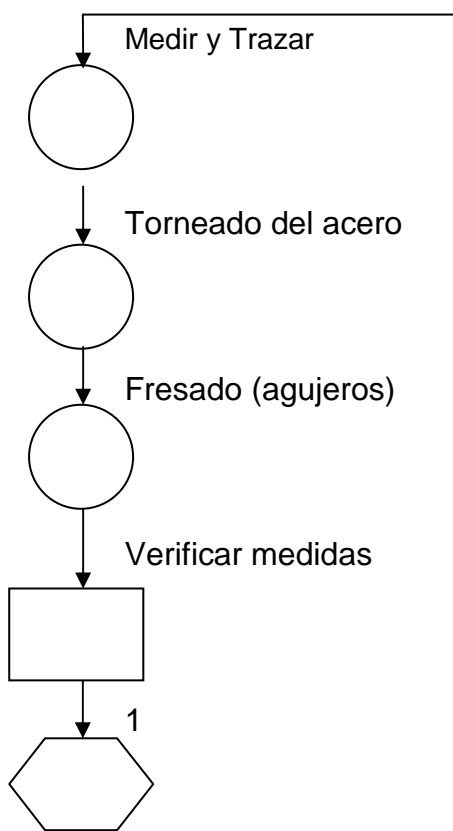 Medir y Trazar
Torneado del acero
Fresado (agujeros)
Verificar medidas
1